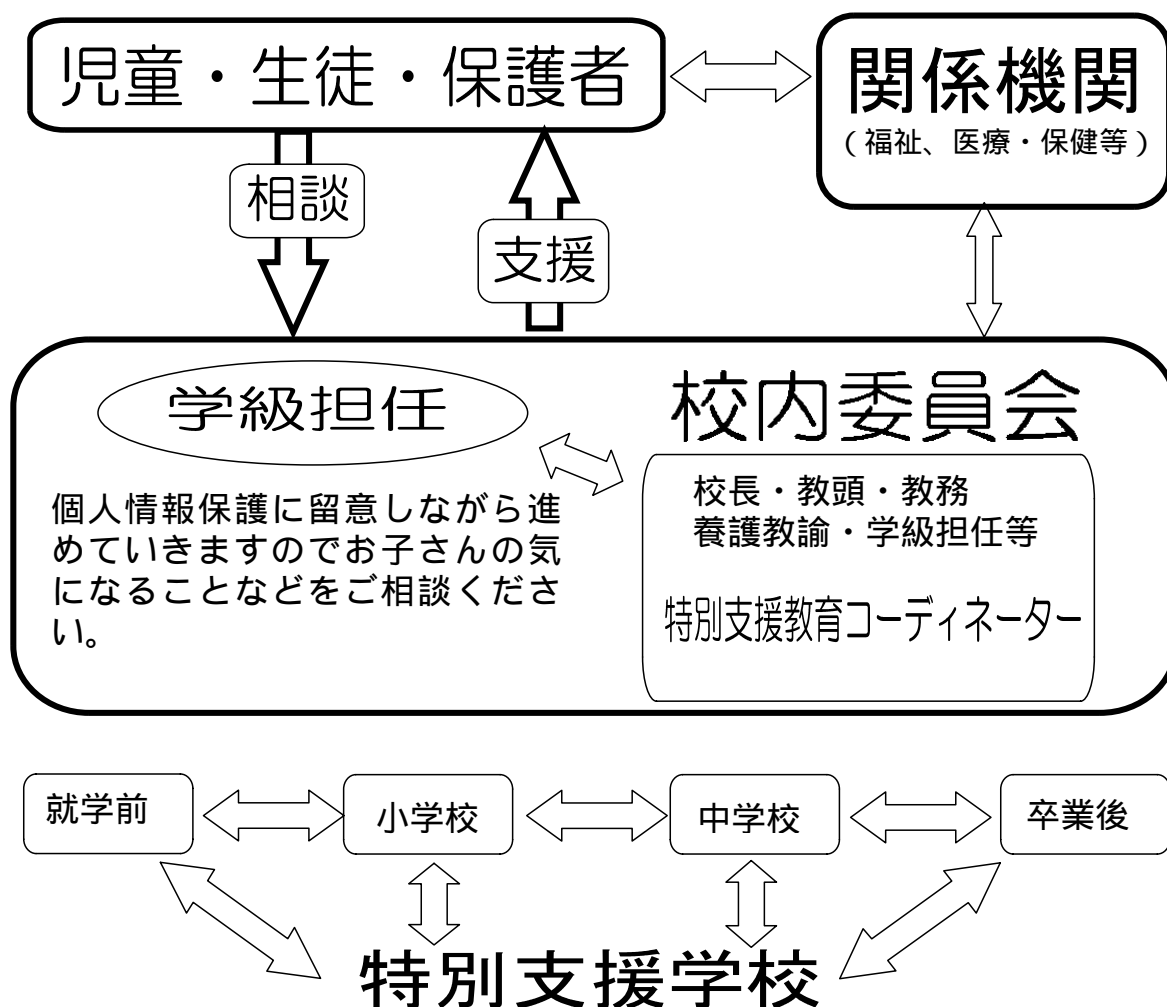 児童・生徒・保護者
関係機関
(福祉、医療・保健等)
相談
支援
学級担任
校内委員会
個人情報保護に留意しながら進
めていきますのでお子さんの気
になることなどをご相談くださ
い。
校長・教頭・教務
養護教諭・学級担任等
特別支援教育コーディネーター
就学前
小学校
中学校
卒業後
特別支援学校